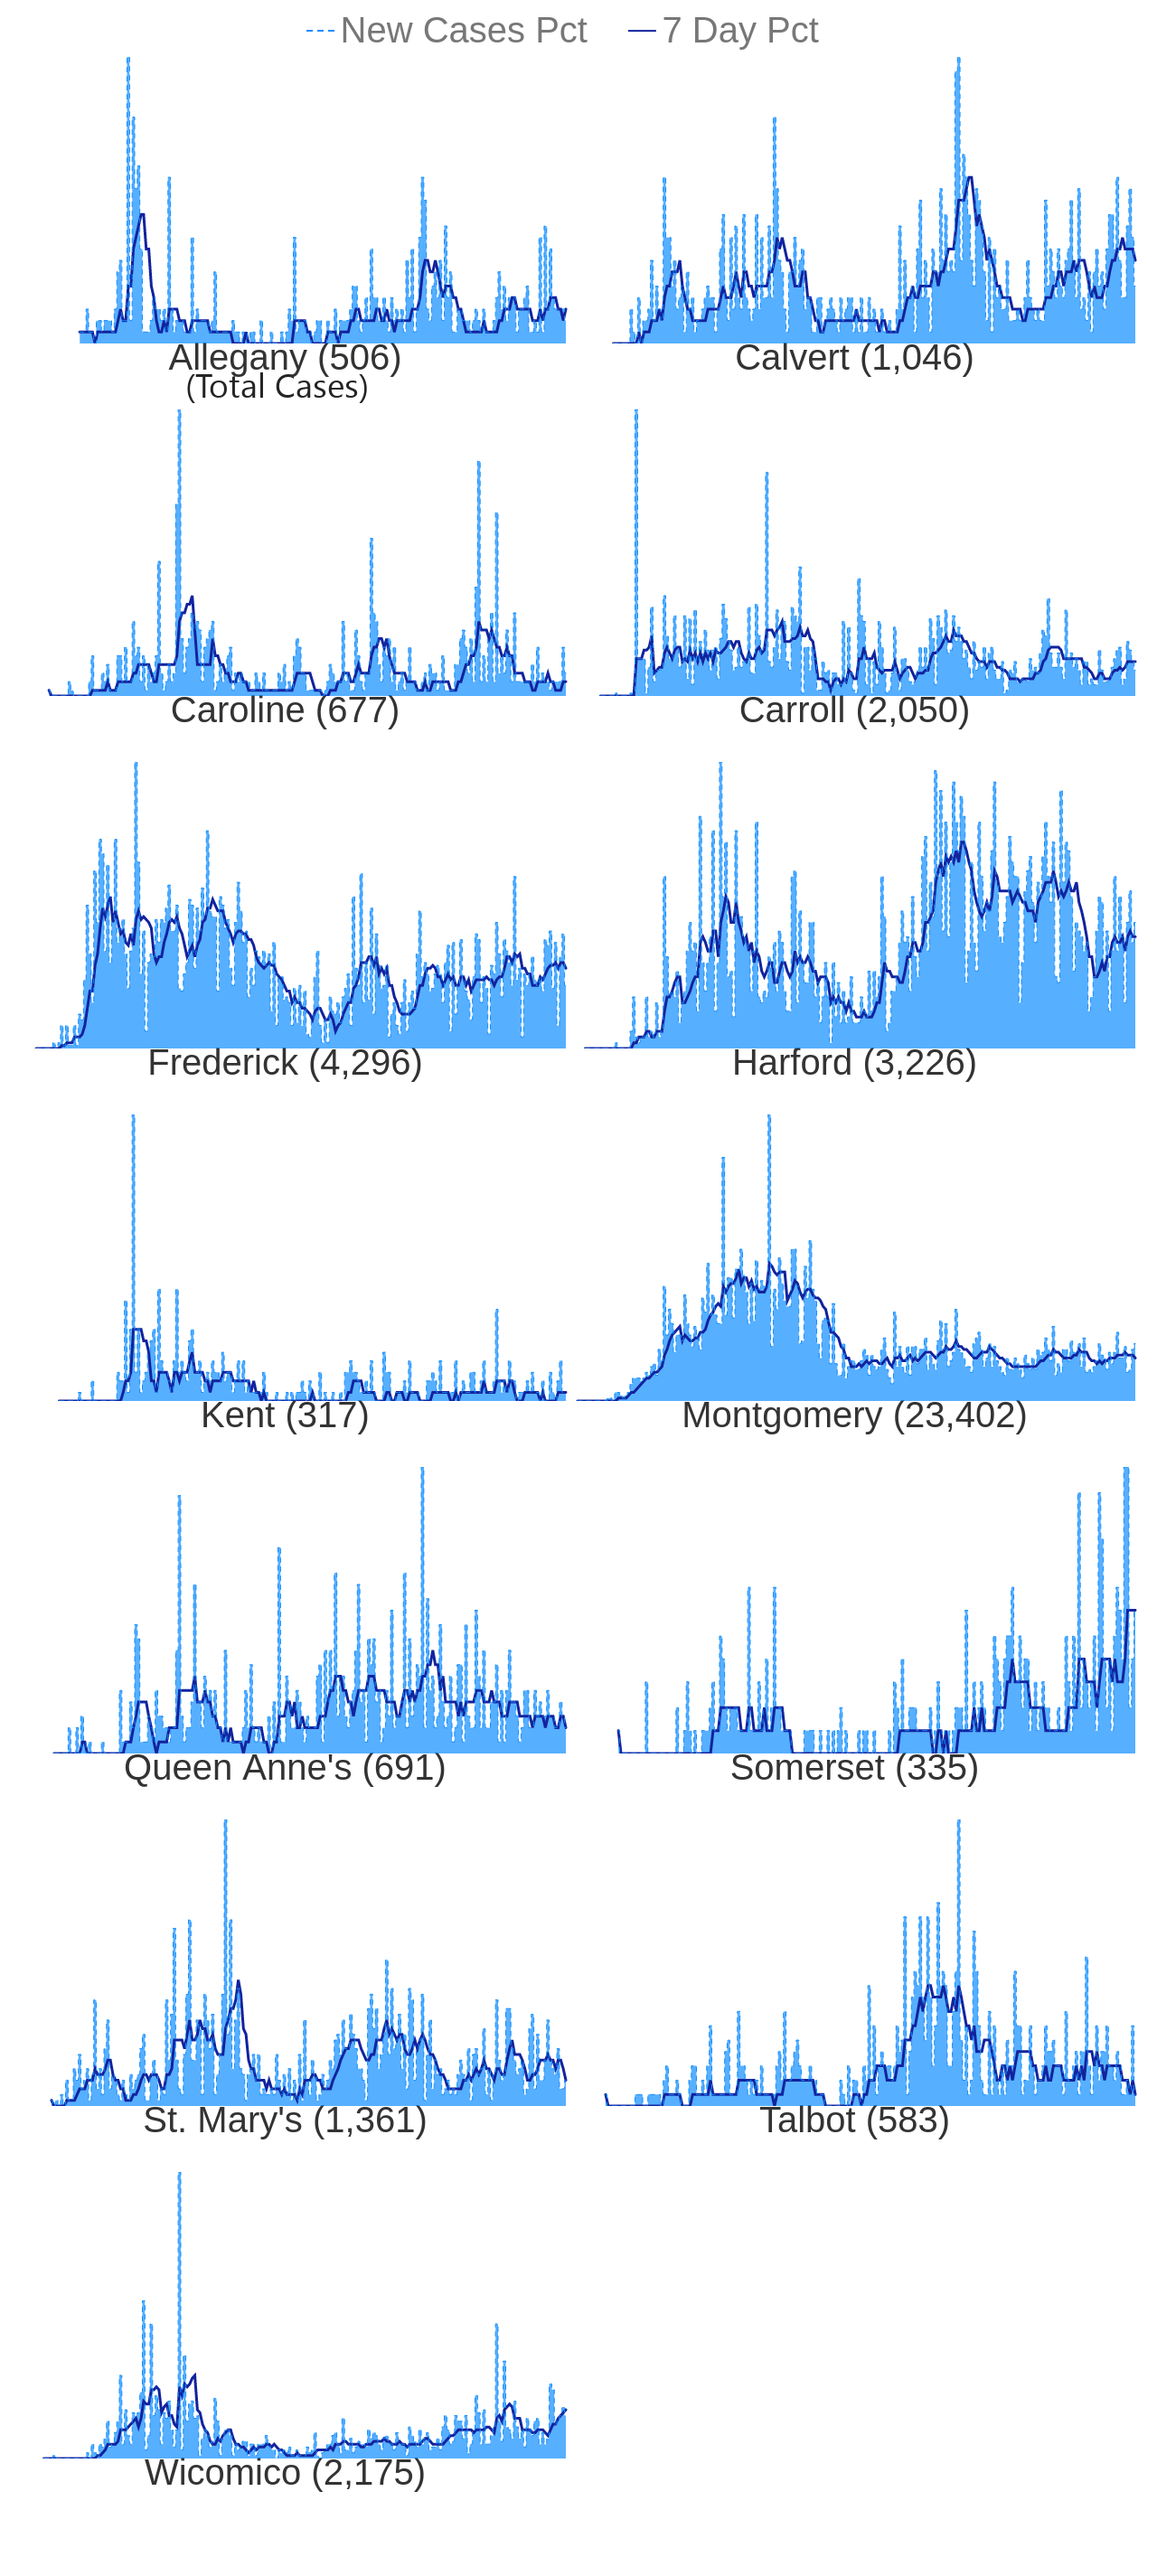 New Cases Pct 7 Day Pct
Allegany (506) Calvert (1,046)
(Total Cases)
Caroline (677) Carroll (2,050)
Frederick (4,296) Harford (3,226)
Kent (317) Montgomery (23,402)
Queen Anne's (691) Somerset (335)
St. Mary's (1,361) Talbot (583)
Wicomico (2,175)